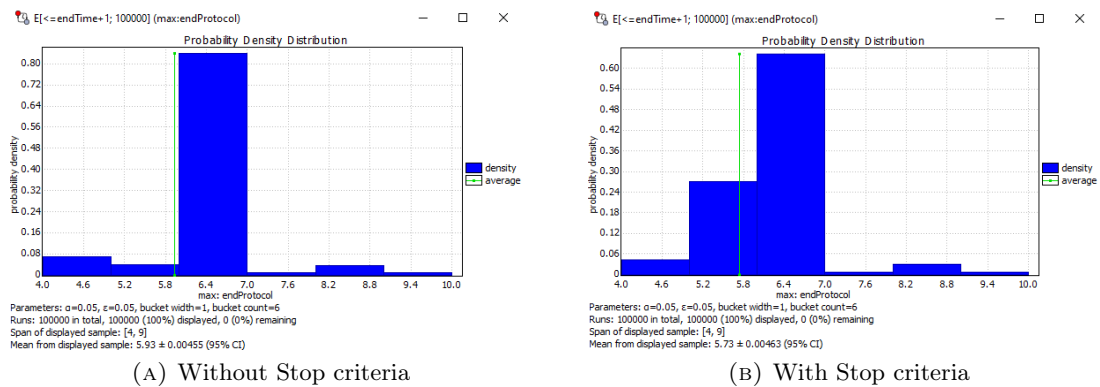 E[<=endTime+1; 100000] (max:endProtocol)
Probability Density Distribution
probability density
0.80
0.72
0.64
0.56
0.48
0.40
0.32
0.24
0.16
0.08
0
4.0 5.2 5.8 6.4 7.0 7.6 8.2 8.8 10.0
max: endProtocol
density
average
Parameters: α=0.05, ε=0.05, bucket width=1, bucket count=6
Runs: 100000 in total, 100000 (100%) displayed, 0 (0%) remaining
Span of displayed sample: [4, 9]
Mean from displayed sample: 5.93 ± 0.00455 (95% CI)
(A) Without Stop criteria
E[<=endTime+1; 100000] (max:endProtocol)
Probability Density Distribution
probability density
0.60
0.54
0.48
0.42
0.36
0.30
0.24
0.18
0.12
0.06
0
4.0 5.2 5.8 6.4 7.0 7.6 8.2 8.8 10.0
max: endProtocol
density
average
Parameters: α=0.05, ε=0.05, bucket width=1, bucket count=6
Runs: 100000 in total, 100000 (100%) displayed, 0 (0%) remaining
Span of displayed sample: [4, 9]
Mean from displayed sample: 5.73 ± 0.00463 (95% CI)
(B) With Stop criteria